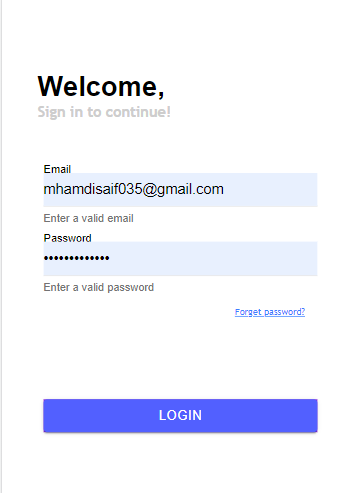 Welcome,
Sign in to continue!
Email
mhamdisaif035@gmail.com
Enter a valid email
Password
•••••••••••••
Enter a valid password
Forget password?
LOGIN